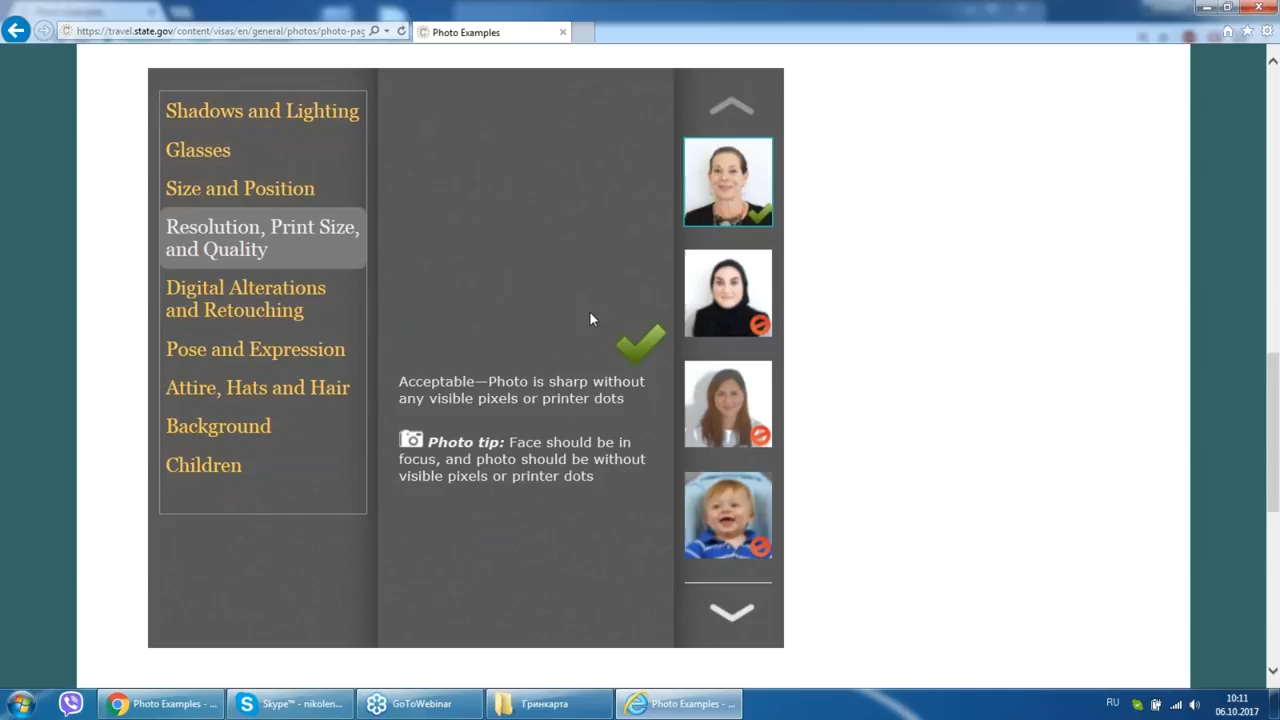 https://travel.state.gov/content/visas/en/general/photos/photo-pag
Photo Examples
Shadows and Lighting
Glasses
Size and Position
Resolution, Print Size,
and Quality
Digital Alterations
and Retouching
Pose and Expression
Attire, Hats and Hair
Background
Children
Acceptable—Photo is sharp without
any visible pixels or printer dots
Photo tip: Face should be in
focus, and photo should be without
visible pixels or printer dots
Photo Examples - ...
Skype™ - nikolen...
GoToWebinar
Гринкарта
Photo Examples - ...
RU
10:11
06.10.2017